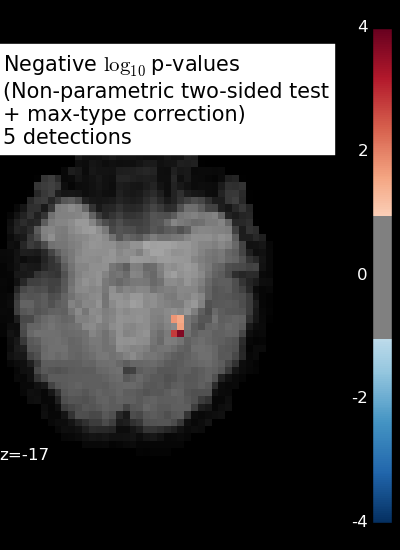 Negative log10 p-values
(Non-parametric two-sided test
+ max-type correction)
5 detections
4
2
0
-2
-4
z=-17